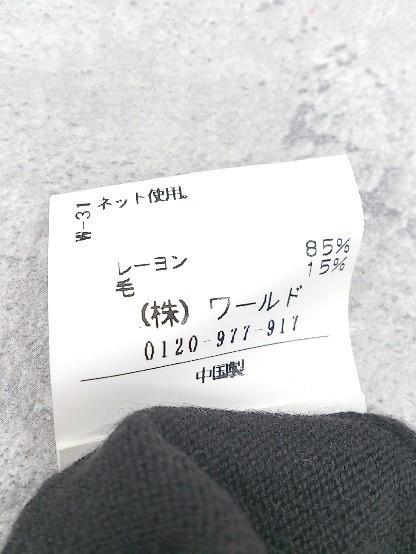 ネット使用。
W-31
レーヨン 85%
毛 15%
(株) ワールド
0120-977-917
中国製